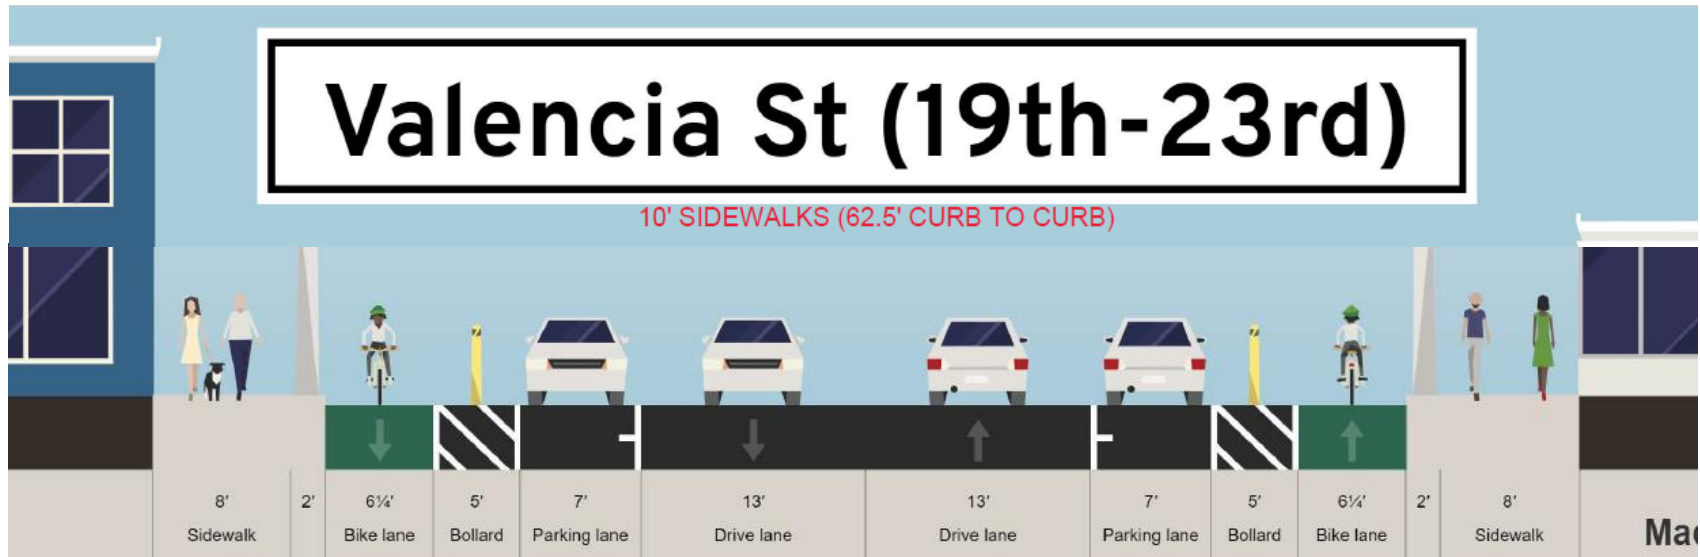 Valencia St (19th-23rd)
10' SIDEWALKS (62.5' CURB TO CURB)
8' 2' 6¼' 5' 7' 13' 13' 7' 5' 6¼' 2' 8'
Sidewalk Bike lane Bollard Parking lane Drive lane Drive lane Parking lane Bollard Bike lane Sidewalk